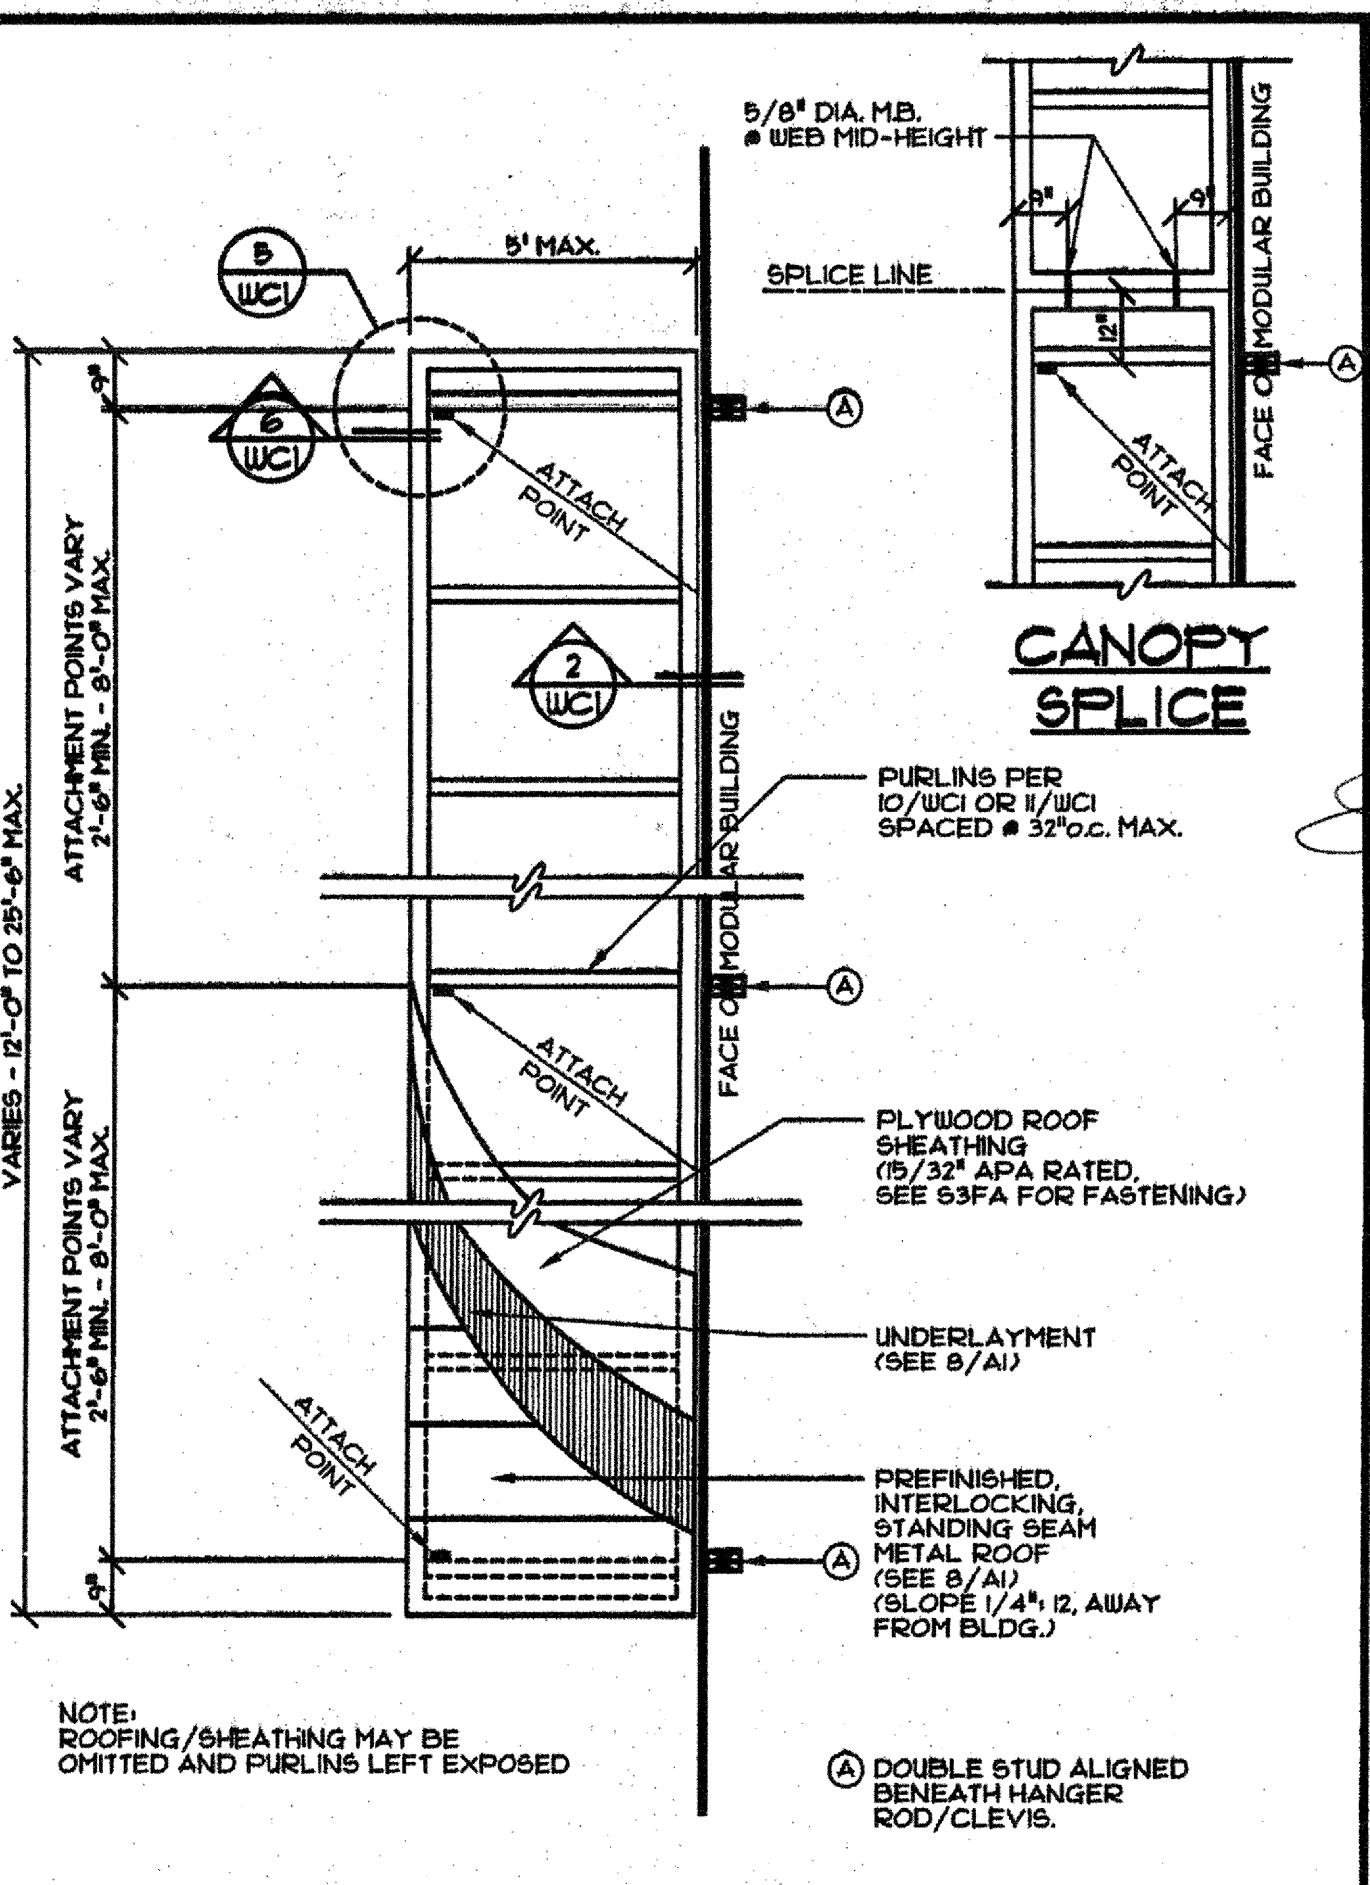 5/8" DIA. M.B.
@ WEB MID-HEIGHT
9"
9"
SPLICE LINE
12"
FACE OF MODULAR BUILDING
A
ATTACH
POINT
CANOPY
SPLICE
5
WC1
5' MAX.
9"
6
WC1
A
ATTACH
POINT
ATTACHMENT POINTS VARY
2'-6" MIN. - 8'-0" MAX.
2
WC1
FACE OF MODULAR BUILDING
PURLINS PER
10/WC1 OR 11/WC1
SPACED @ 32"o.c. MAX.
VARIES - 12'-0" TO 25'-6" MAX.
A
ATTACH
POINT
ATTACHMENT POINTS VARY
2'-6" MIN. - 8'-0" MAX.
PLYWOOD ROOF
SHEATHING
(15/32" APA RATED,
SEE S3FA FOR FASTENING)
UNDERLAYMENT
(SEE 8/A1)
ATTACH
POINT
PREFINISHED,
INTERLOCKING,
STANDING SEAM
METAL ROOF
(SEE 8/A1)
(SLOPE 1/4": 12, AWAY
FROM BLDG.)
A
9"
NOTE:
ROOFING/SHEATHING MAY BE
OMITTED AND PURLINS LEFT EXPOSED
A DOUBLE STUD ALIGNED
BENEATH HANGER
ROD/CLEVIS.